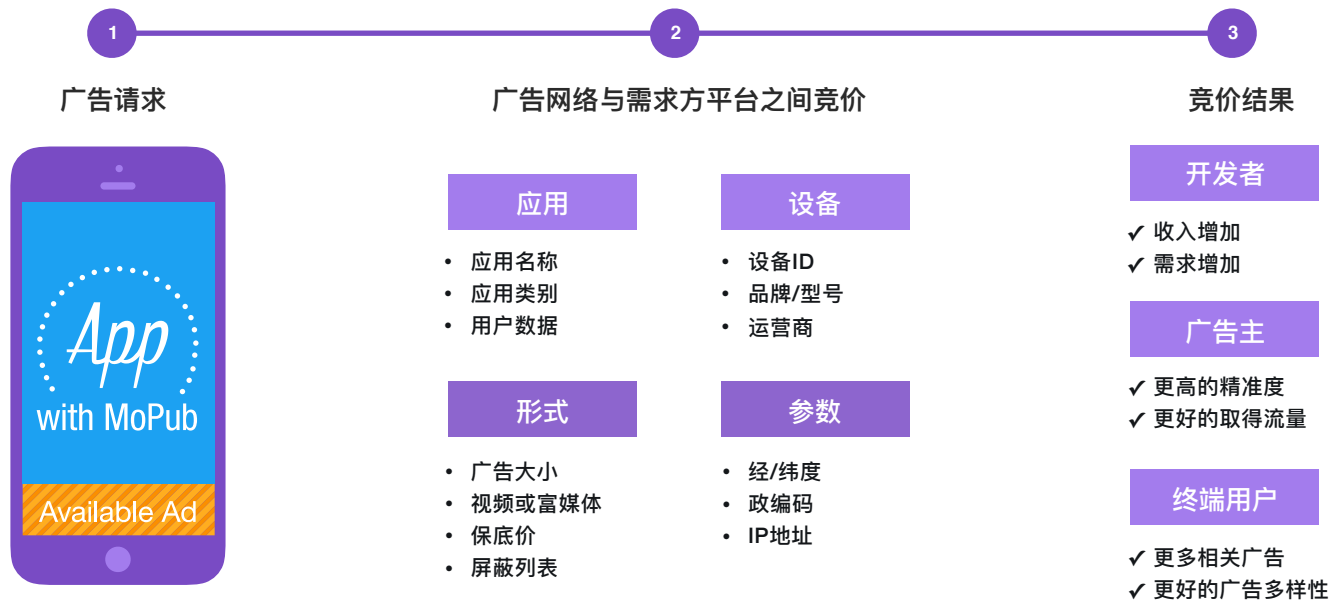 1
2
3
广告请求
广告网络与需求方平台之间竞价
竞价结果
App
with MoPub
Available Ad
应用
• 应用名称
• 应用类别
• 用户数据
设备
• 设备ID
• 品牌/型号
• 运营商
形式
• 广告大小
• 视频或富媒体
• 保底价
• 屏蔽列表
参数
• 经/纬度
• 政编码
• IP地址
开发者
✓ 收入增加
✓ 需求增加
广告主
✓ 更高的精准度
✓ 更好的取得流量
终端用户
✓ 更多相关广告
✓ 更好的广告多样性